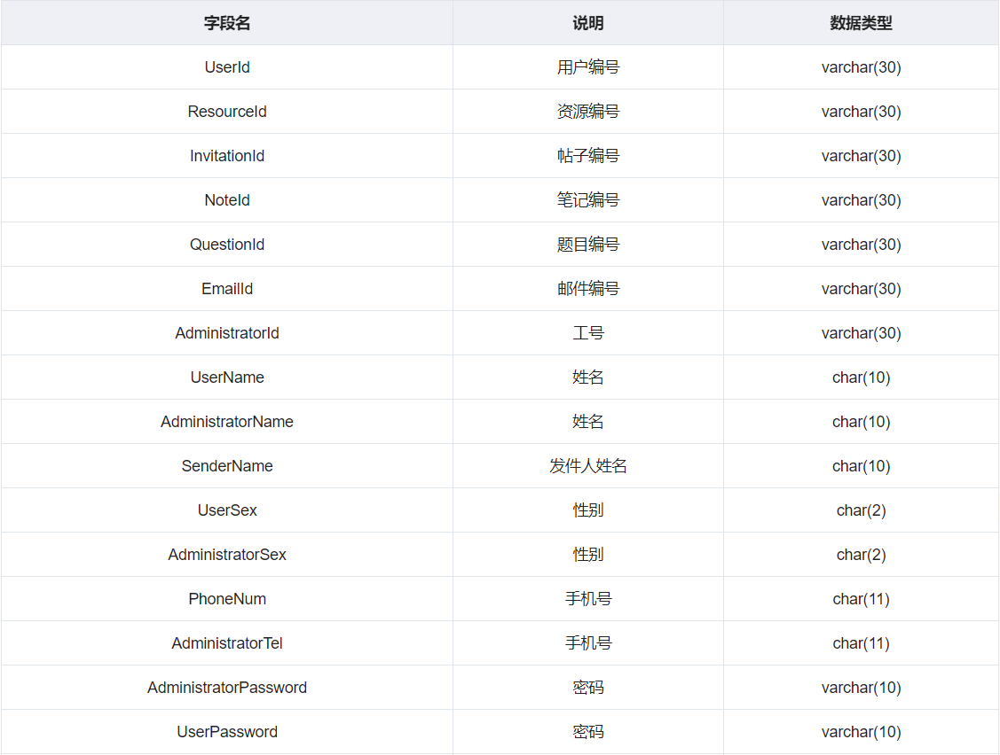 字段名 说明 数据类型
UserId 用户编号 varchar(30)
ResourceId 资源编号 varchar(30)
InvitationId 帖子编号 varchar(30)
NoteId 笔记编号 varchar(30)
QuestionId 题目编号 varchar(30)
EmailId 邮件编号 varchar(30)
AdministratorId 工号 varchar(30)
UserName 姓名 char(10)
AdministratorName 姓名 char(10)
SenderName 发件人姓名 char(10)
UserSex 性别 char(2)
AdministratorSex 性别 char(2)
PhoneNum 手机号 char(11)
AdministratorTel 手机号 char(11)
AdministratorPassword 密码 varchar(10)
UserPassword 密码 varchar(10)